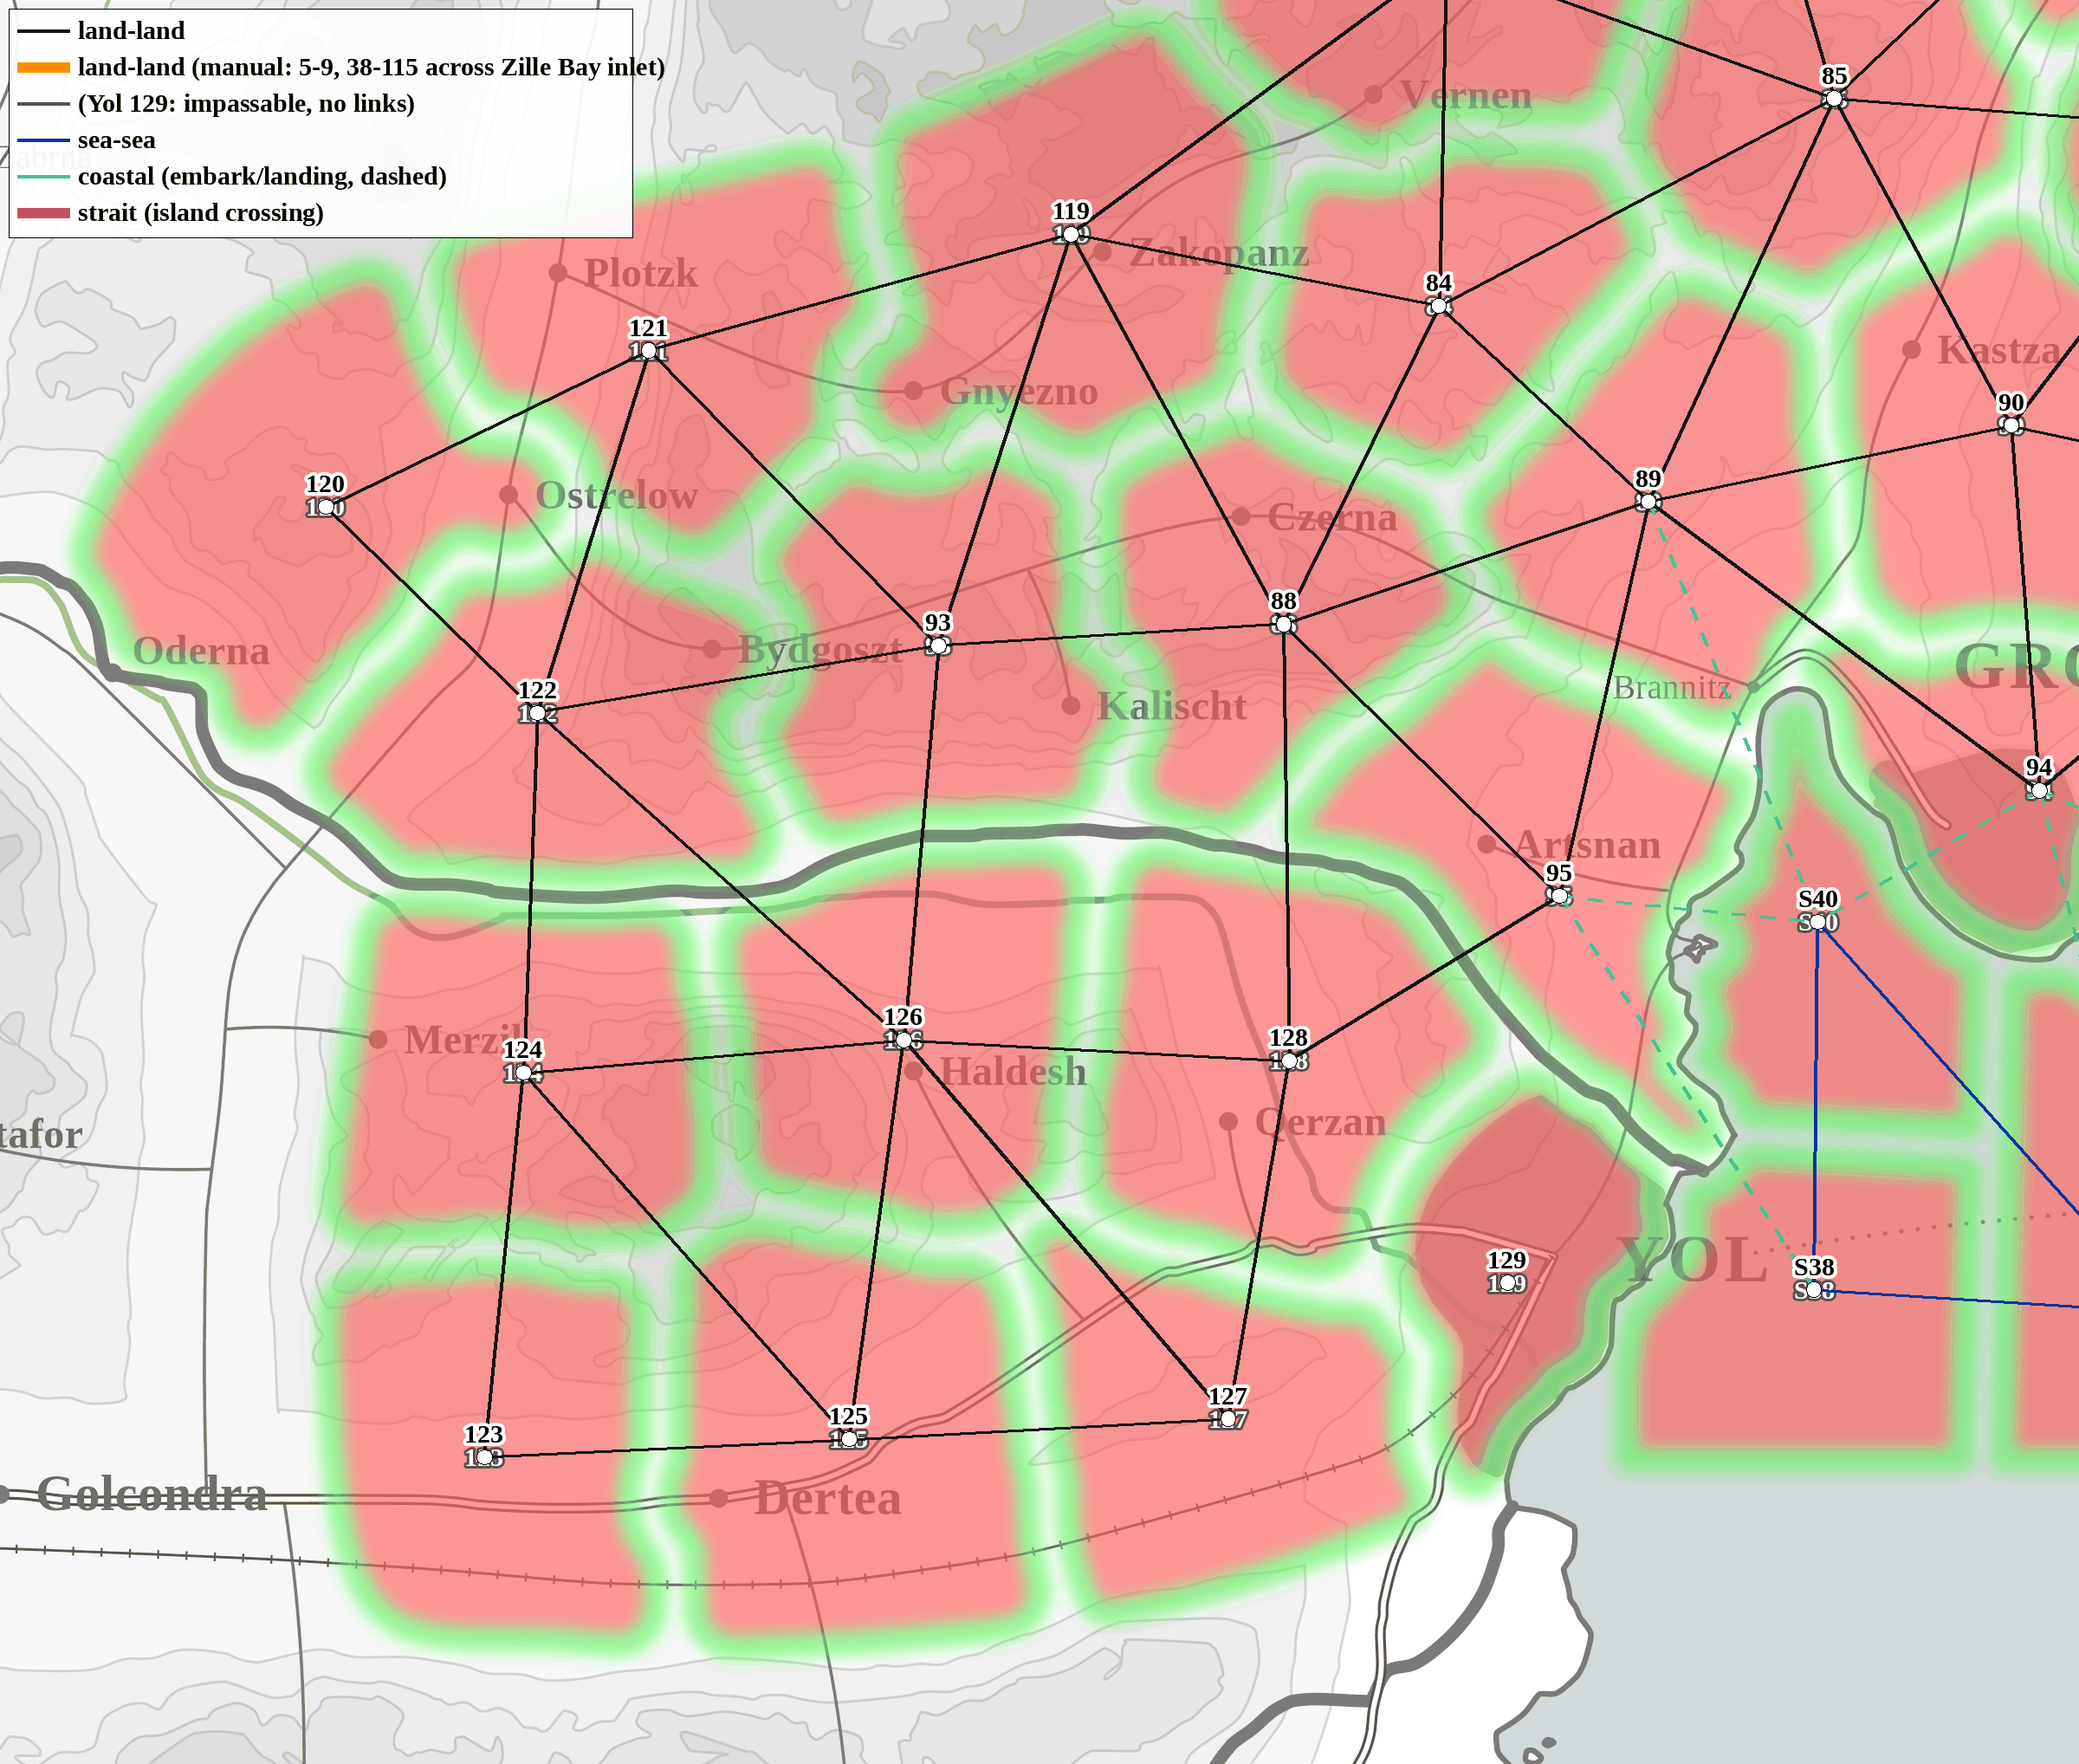 land-land
land-land (manual: 5-9, 38-115 across Zille Bay inlet)
(Yol 129: impassable, no links)
sea-sea
coastal (embark/landing, dashed)
strait (island crossing)
85
Vernen
119
Zakopanz
Plotzk
84
121
Kastza
Gnyezno
90
120
Ostrelow
89
Czerna
88
93
Oderna
Bydgoszt
GRO
122
Brannitz
Kalischt
94
Artsnan
95
S40
126
Merzil
124
128
Haldesh
Qerzan
tafor
129
YOL
S38
127
125
123
Golcondra
Dertea